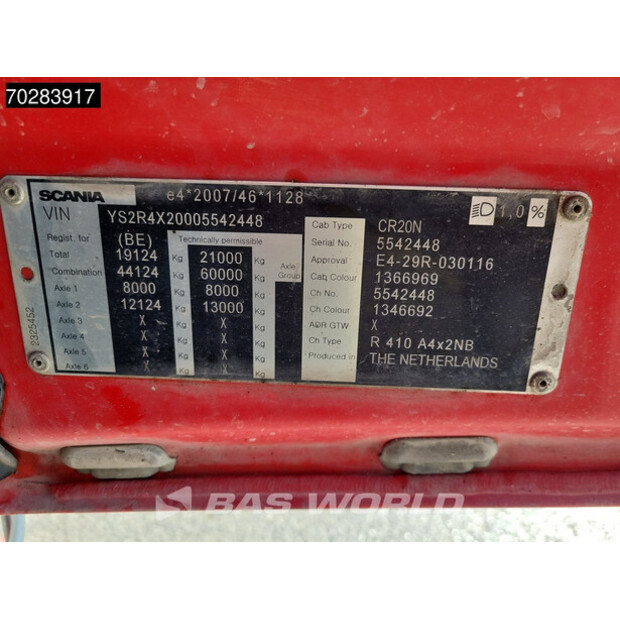 70283917
SCANIA e4*2007/46*1128
VIN YS2R4X20005542448
1,0 %
Regist. for (BE) Technically permissible
Total 19124 Kg 21000 Kg
Combination 44124 Kg 60000 Kg Axle Group
Axle 1 8000 Kg 8000 Kg
Axle 2 12124 Kg 13000 Kg
Axle 3 X Kg X Kg
Axle 4 X Kg X Kg
Axle 5 X Kg X Kg
Axle 6 X Kg X Kg
2325452
Cab Type CR20N
Serial No. 5542448
Approval E4-29R-030116
Cab Colour 1366969
Ch No. 5542448
Ch Colour 1346692
ADR GTW X
Ch Type R 410 A4x2NB
Produced in THE NETHERLANDS
BAS WORLD